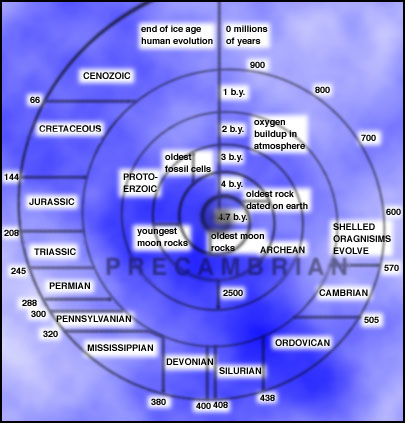 end of ice age
human evolution
0 millions
of years
900
CENOZOIC
1 b.y.
800
66
CRETACEOUS
2 b.y.
oxygen
buildup in
atmosphere
700
oldest
fossil cells
3 b.y.
144
PROTO-
ERZOIC
4 b.y.
oldest rock
dated on earth
JURASSIC
4.7 b.y.
600
208
youngest
moon rocks
oldest moon
rocks
SHELLED
ORAGNISIMS
EVOLVE
TRIASSIC
ARCHEAN
245
PRECAMBRIAN
570
PERMIAN
2500
CAMBRIAN
288
300
PENNSYLVANIAN
505
320
MISSISSIPPIAN
ORDOVICAN
DEVONIAN
SILURIAN
380
400
408
438